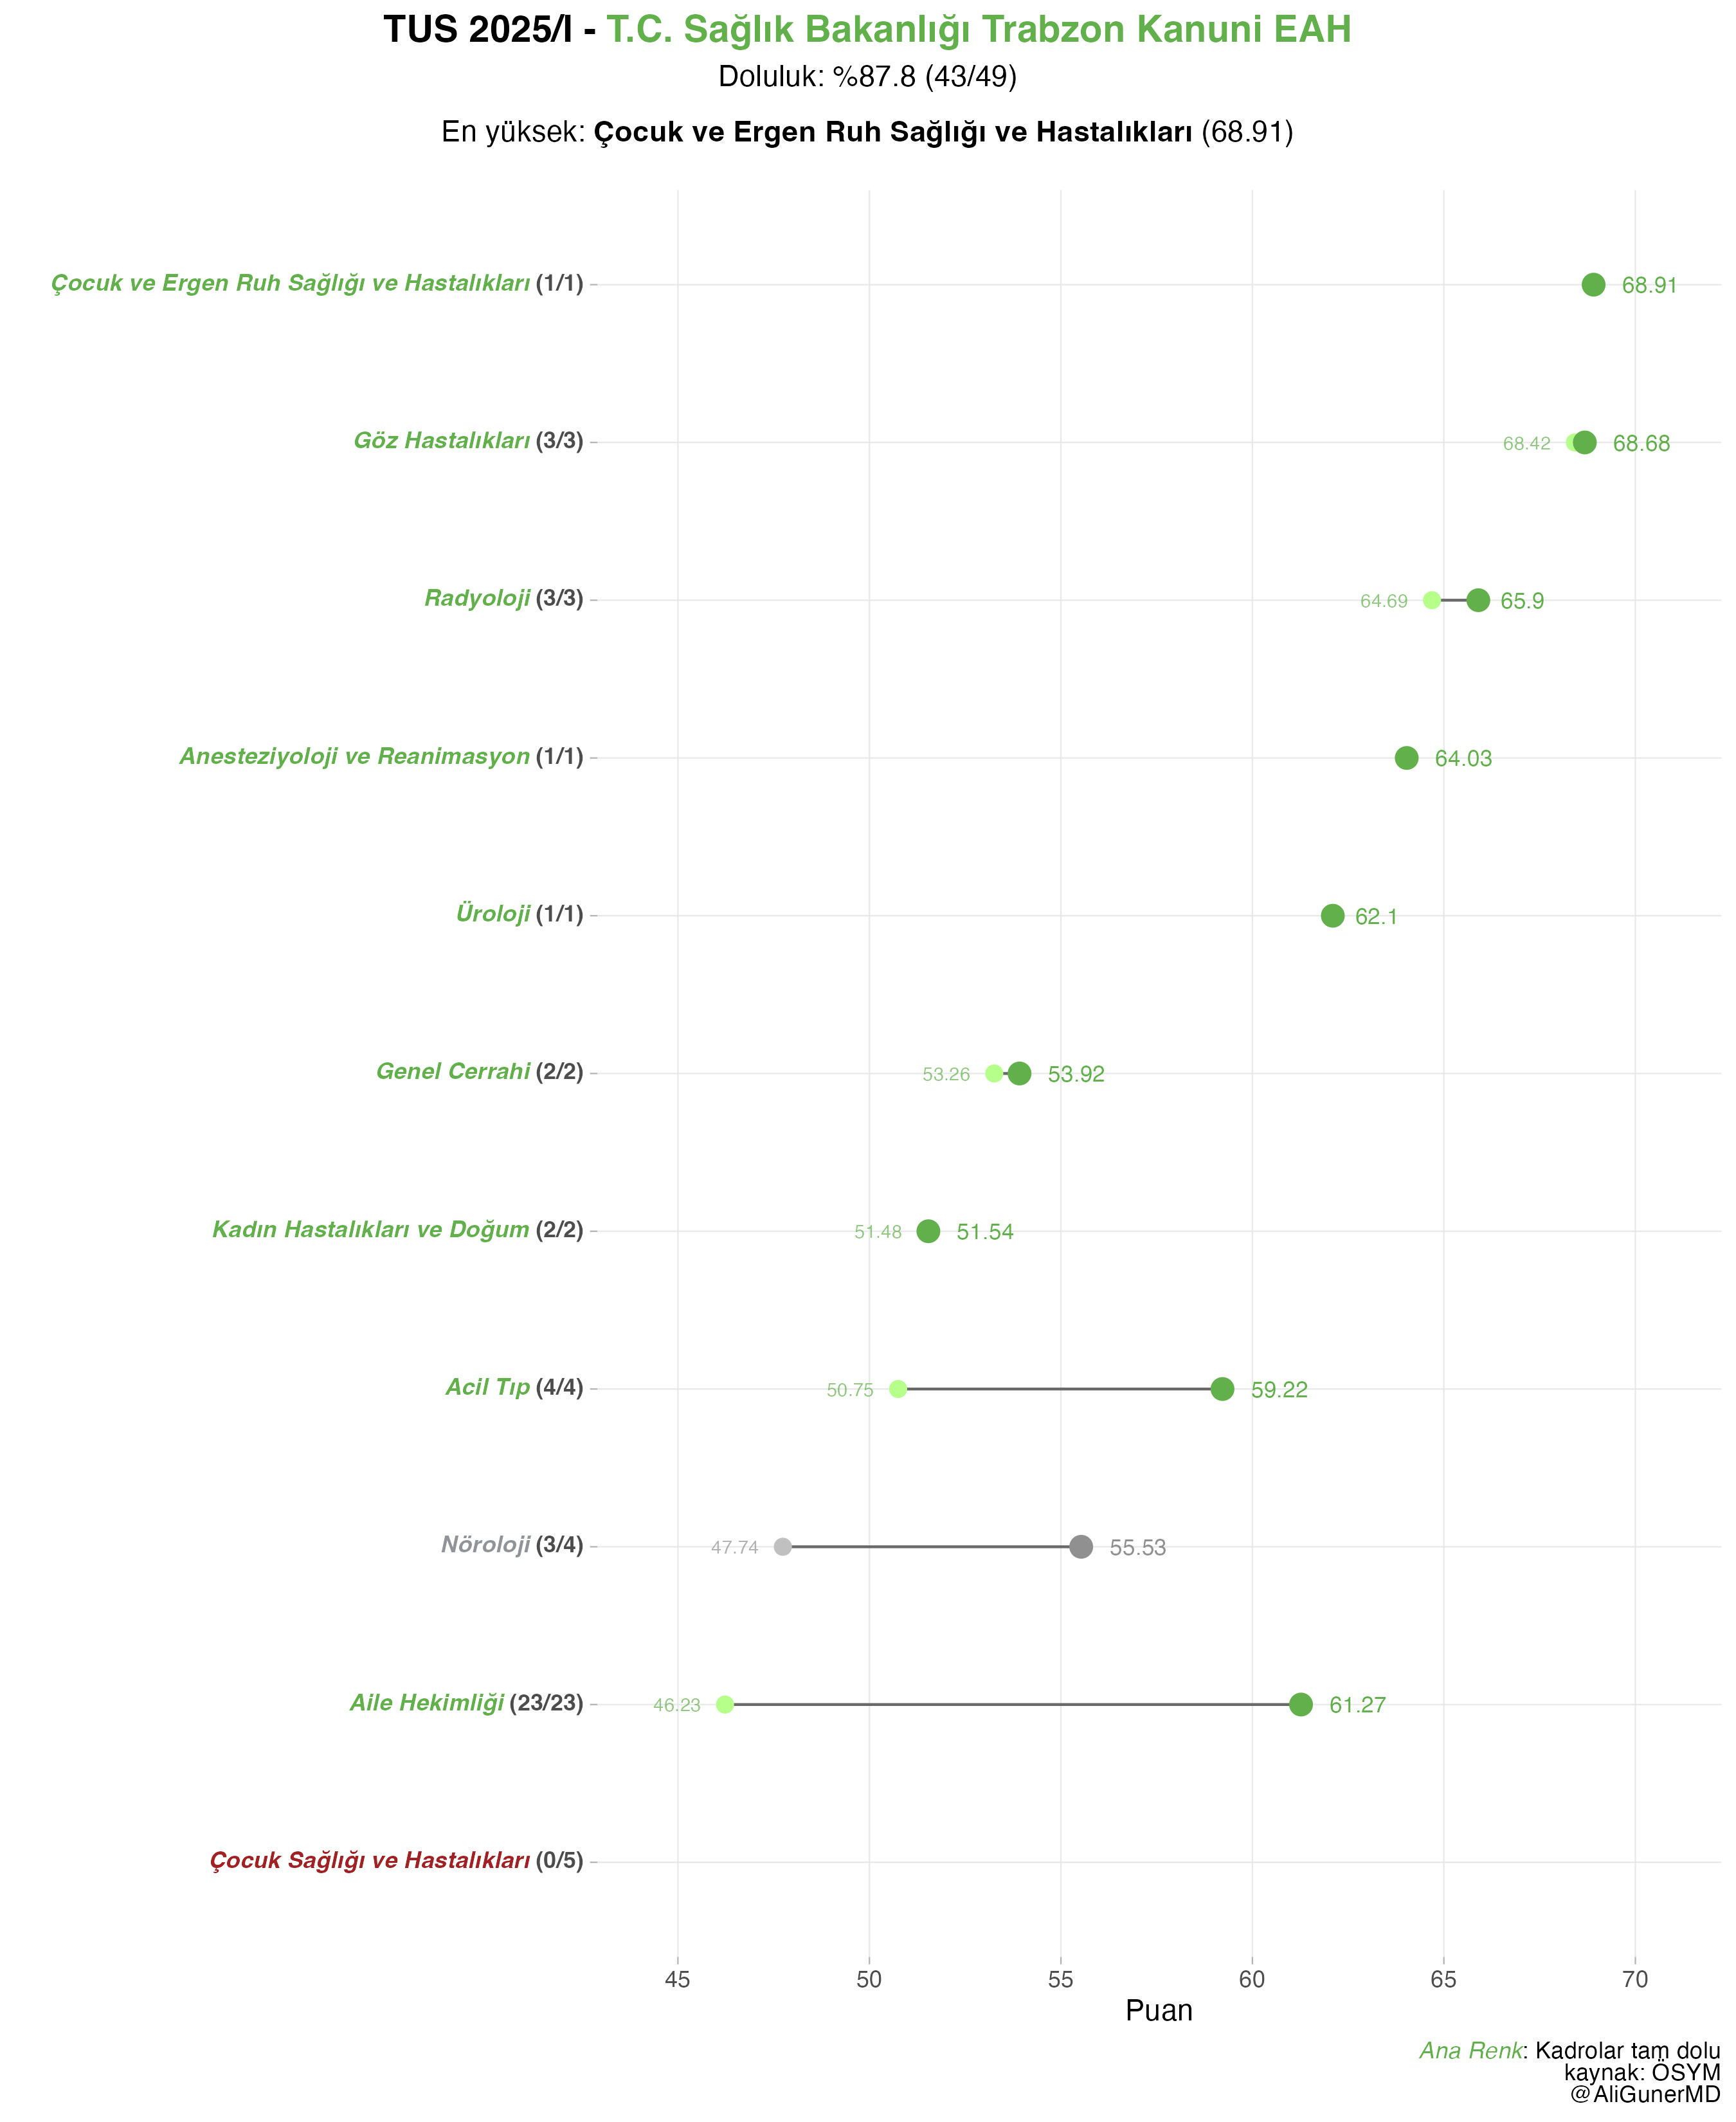 TUS 2025/I - T.C. Sağlık Bakanlığı Trabzon Kanuni EAH
Doluluk: %87.8 (43/49)
En yüksek: Çocuk ve Ergen Ruh Sağlığı ve Hastalıkları (68.91)
Çocuk ve Ergen Ruh Sağlığı ve Hastalıkları (1/1) 68.91
Göz Hastalıkları (3/3) 68.42 68.68
Radyoloji (3/3) 64.69 65.9
Anesteziyoloji ve Reanimasyon (1/1) 64.03
Üroloji (1/1) 62.1
Genel Cerrahi (2/2) 53.26 53.92
Kadın Hastalıkları ve Doğum (2/2) 51.48 51.54
Acil Tıp (4/4) 50.75 59.22
Nöroloji (3/4) 47.74 55.53
Aile Hekimliği (23/23) 46.23 61.27
Çocuk Sağlığı ve Hastalıkları (0/5)
45 50 55 60 65 70
Puan
Ana Renk: Kadrolar tam dolu
kaynak: ÖSYM
@AliGunerMD